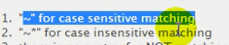 1. "~" for case sensitive matching
2. "~*" for case insensitive matching